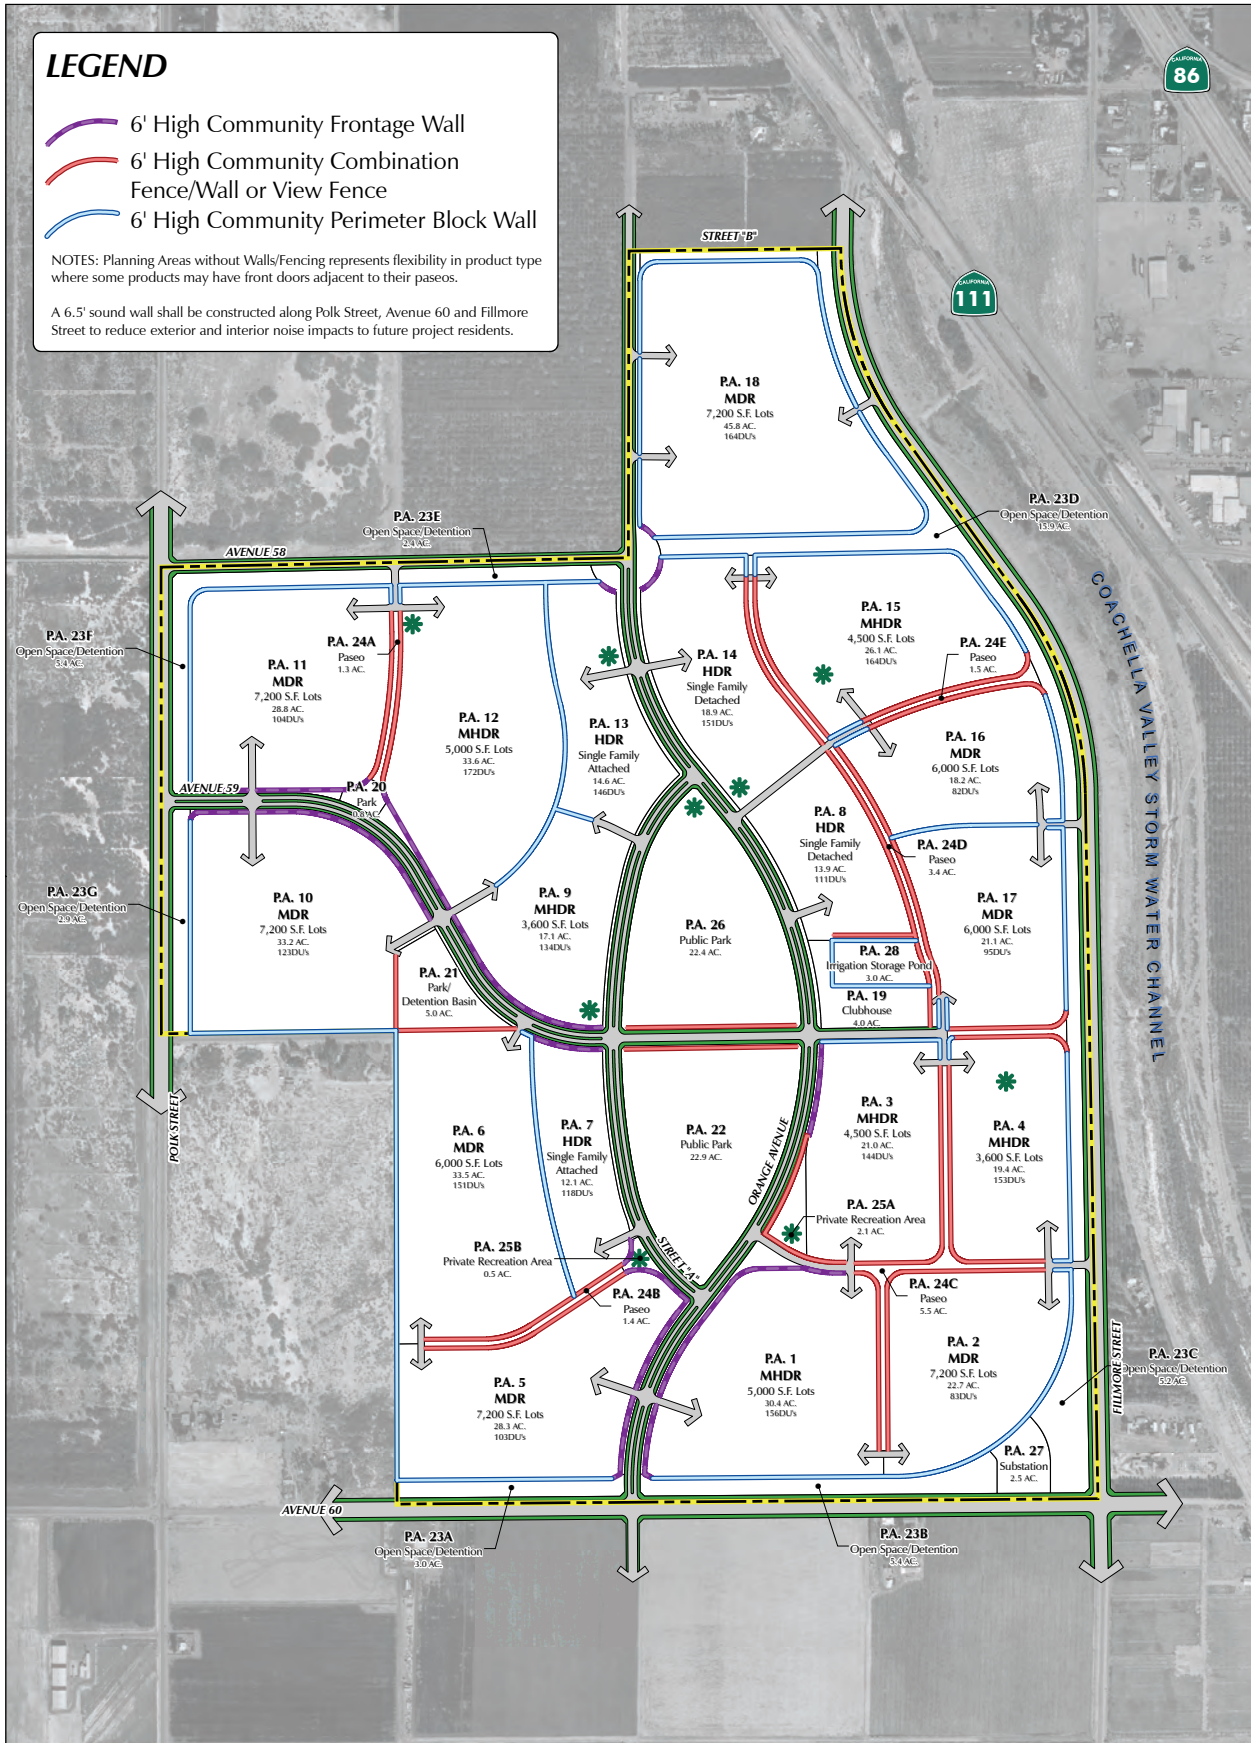 LEGEND
6' High Community Frontage Wall
6' High Community Combination
Fence/Wall or View Fence
6' High Community Perimeter Block Wall
NOTES: Planning Areas without Walls/Fencing represents flexibility in product type
where some products may have front doors adjacent to their paseos.
A 6.5' sound wall shall be constructed along Polk Street, Avenue 60 and Fillmore
Street to reduce exterior and interior noise impacts to future project residents.
CALIFORNIA
86
CALIFORNIA
111
STREET "B"
P.A. 18
MDR
7,200 S.F. Lots
45.8 AC.
164DU's
P.A. 23D
Open Space/Detention
15.9 AC.
P.A. 23E
Open Space/Detention
2.4 AC.
AVENUE 58
COACHELLA VALLEY STORM WATER CHANNEL
P.A. 23F
Open Space/Detention
5.4 AC.
P.A. 24A
Paseo
1.3 AC.
P.A. 11
MDR
7,200 S.F. Lots
28.8 AC.
104DU's
P.A. 12
MHDR
5,000 S.F. Lots
33.6 AC.
172DU's
P.A. 13
HDR
Single Family
Attached
14.6 AC.
146DU's
P.A. 14
HDR
Single Family
Detached
18.9 AC.
151DU's
P.A. 15
MHDR
4,500 S.F. Lots
26.1 AC.
164DU's
P.A. 24E
Paseo
1.5 AC.
P.A. 16
MDR
6,000 S.F. Lots
18.2 AC.
82DU's
AVENUE 59
P.A. 20
Park
0.8 AC.
P.A. 8
HDR
Single Family
Detached
13.9 AC.
111DU's
P.A. 24D
Paseo
3.4 AC.
P.A. 23G
Open Space/Detention
2.9 AC.
P.A. 10
MDR
7,200 S.F. Lots
33.2 AC.
123DU's
P.A. 9
MHDR
3,600 S.F. Lots
17.1 AC.
134DU's
P.A. 26
Public Park
22.4 AC.
P.A. 17
MDR
6,000 S.F. Lots
21.1 AC.
95DU's
P.A. 28
Irrigation Storage Pond
3.0 AC.
P.A. 21
Park/
Detention Basin
5.0 AC.
P.A. 19
Clubhouse
4.0 AC.
POLK STREET
P.A. 6
MDR
6,000 S.F. Lots
33.5 AC.
151DU's
P.A. 7
HDR
Single Family
Attached
12.1 AC.
118DU's
P.A. 22
Public Park
22.9 AC.
ORANGE AVENUE
P.A. 3
MHDR
4,500 S.F. Lots
21.0 AC.
144DU's
P.A. 4
MHDR
3,600 S.F. Lots
19.4 AC.
153DU's
P.A. 25A
Private Recreation Area
2.1 AC.
P.A. 25B
Private Recreation Area
0.5 AC.
STREET "A"
P.A. 24B
Paseo
1.4 AC.
P.A. 24C
Paseo
5.5 AC.
P.A. 5
MDR
7,200 S.F. Lots
28.3 AC.
103DU's
P.A. 1
MHDR
5,000 S.F. Lots
30.4 AC.
156DU's
P.A. 2
MDR
7,200 S.F. Lots
22.7 AC.
83DU's
FILLMORE STREET
P.A. 23C
Open Space/Detention
5.2 AC.
P.A. 27
Substation
2.5 AC.
AVENUE 60
P.A. 23A
Open Space/Detention
3.0 AC.
P.A. 23B
Open Space/Detention
5.4 AC.